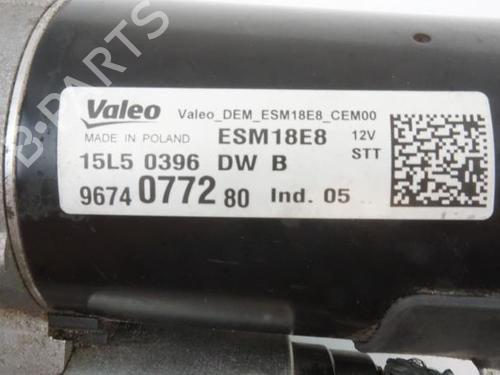 Valeo Valeo_DEM_ESM18E8_CEM00
MADE IN POLAND ESM18E8 12V
15L5 0396 DW B STT
9674 0772 80 Ind. 05
B-PARTS